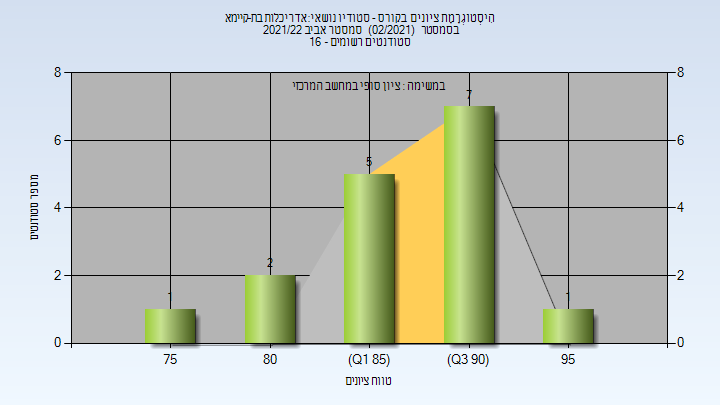 הִיסְטוֹגְרָמַת ציונים בקורס - סטודיו נושאי:אדריכלות בת-קיימא
בסמסטר (02/2021) סמסטר אביב 2021/22
סטודנטים רשומים - 16
במשימה : ציון סופי במחשב המרכזי
מספר סטודנטים
8
6
4
2
0
8
6
4
2
0
1
2
5
7
1
75
80
(Q1 85)
(Q3 90)
95
טווח ציונים